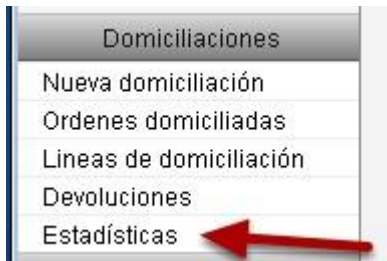 Domiciliaciones
Nueva domiciliación
Ordenes domiciliadas
Lineas de domiciliación
Devoluciones
Estadísticas